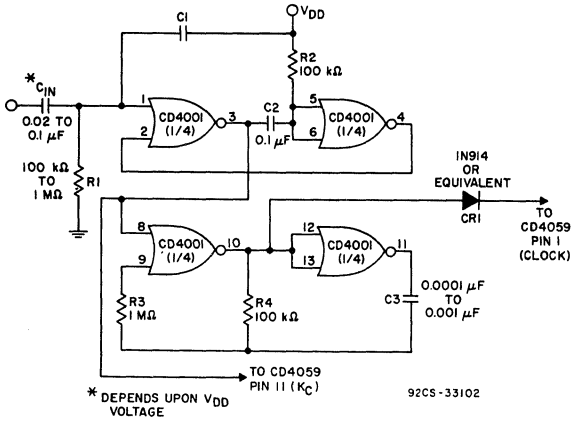 C1
VDD
R2
100 kΩ
*CIN
0.02 TO
0.1 µF
1
2
CD4001
(1/4)
3
C2
0.1 µF
5
6
CD4001
(1/4)
4
100 kΩ
TO
1 MΩ
R1
1N914
OR
EQUIVALENT
CR1
TO
CD4059
PIN 1
(CLOCK)
8
9
CD4001
(1/4)
10
12
13
CD4001
(1/4)
11
R3
1 MΩ
R4
100 kΩ
C3
0.0001 µF
TO
0.001 µF
TO CD4059
PIN 11 (KC)
* DEPENDS UPON VDD
VOLTAGE
92CS-33102